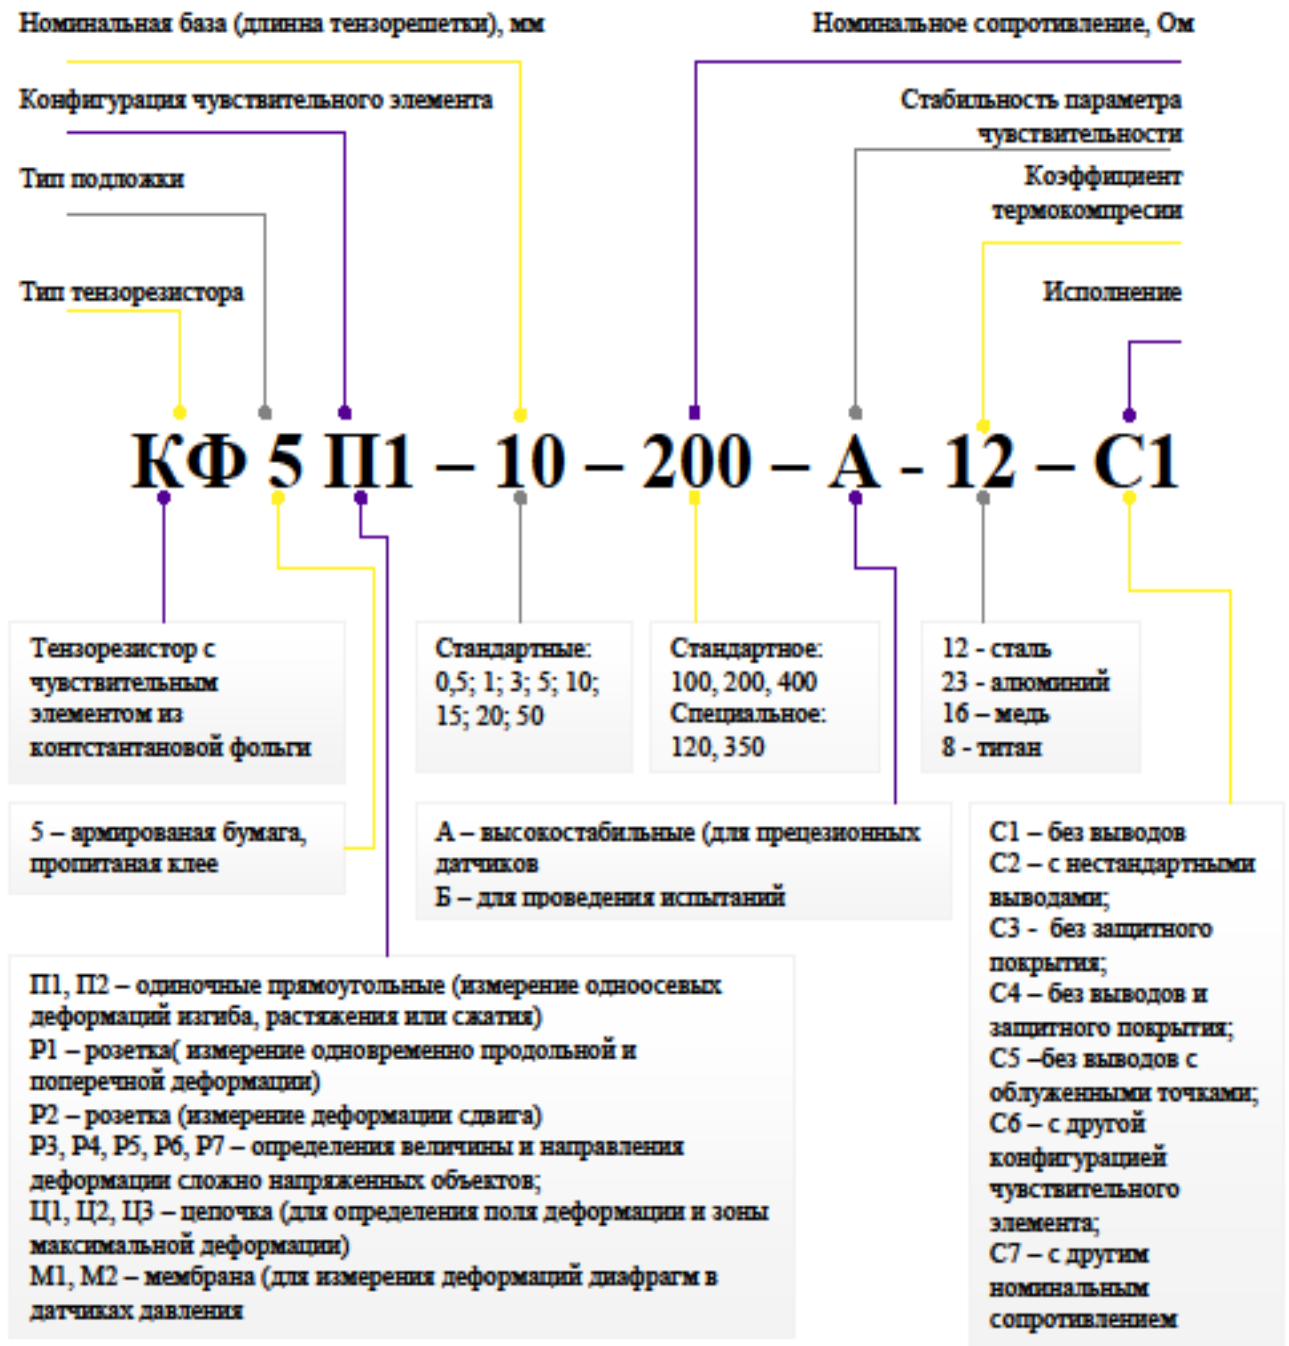 Номинальная база (длинна тензорешетки), мм
Номинальное сопротивление, Ом
Конфигурация чувствительного элемента
Стабильность параметра
чувствительности
Тип подложки
Коэффициент
термокомпресии
Тип тензорезистора
Исполнение
КФ 5 П1 – 10 – 200 – А - 12 – С1
Тензорезистор с
чувствительным
элементом из
контстантановой фольги
Стандартные:
0,5; 1; 3; 5; 10;
15; 20; 50
Стандартное:
100, 200, 400
Специальное:
120, 350
12 - сталь
23 - алюминий
16 – медь
8 - титан
5 – армированая бумага,
пропитаная клее
А – высокостабильные (для прецезионных
датчиков
Б – для проведения испытаний
С1 – без выводов
С2 – с нестандартными
выводами;
С3 - без защитного
покрытия;
С4 – без выводов и
защитного покрытия;
С5 –без выводов с
облуженными точками;
С6 – с другой
конфигурацией
чувствительного
элемента;
С7 – с другим
номинальным
сопротивлением
П1, П2 – одиночные прямоугольные (измерение одноосевых
деформаций изгиба, растяжения или сжатия)
Р1 – розетка( измерение одновременно продольной и
поперечной деформации)
Р2 – розетка (измерение деформации сдвига)
Р3, Р4, Р5, Р6, Р7 – определения величины и направления
деформации сложно напряженных объектов;
Ц1, Ц2, Ц3 – цепочка (для определения поля деформации и зоны
максимальной деформации)
М1, М2 – мембрана (для измерения деформаций диафрагм в
датчиках давления